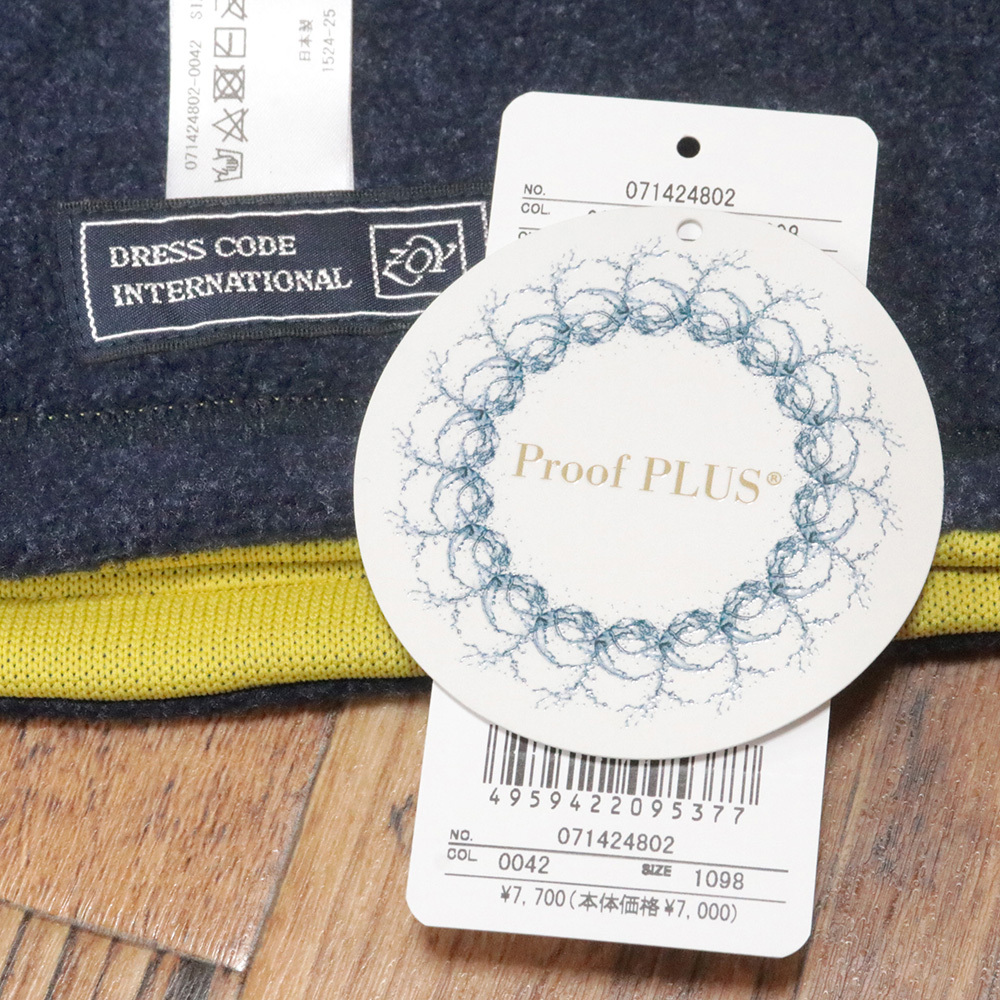 071424802-0042
日本製
1524-25
DRESS CODE
INTERNATIONAL
ZOY
NO. 071424802
COL.
Proof PLUS®
4959422095377
NO. 071424802
COL. 0042 SIZE 1098
¥7,700(本体価格¥7,000)